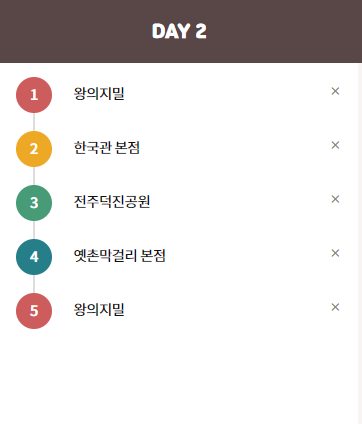 DAY 2
1 왕의지밀 ×
2 한국관 본점 ×
3 전주덕진공원 ×
4 옛촌막걸리 본점 ×
5 왕의지밀 ×